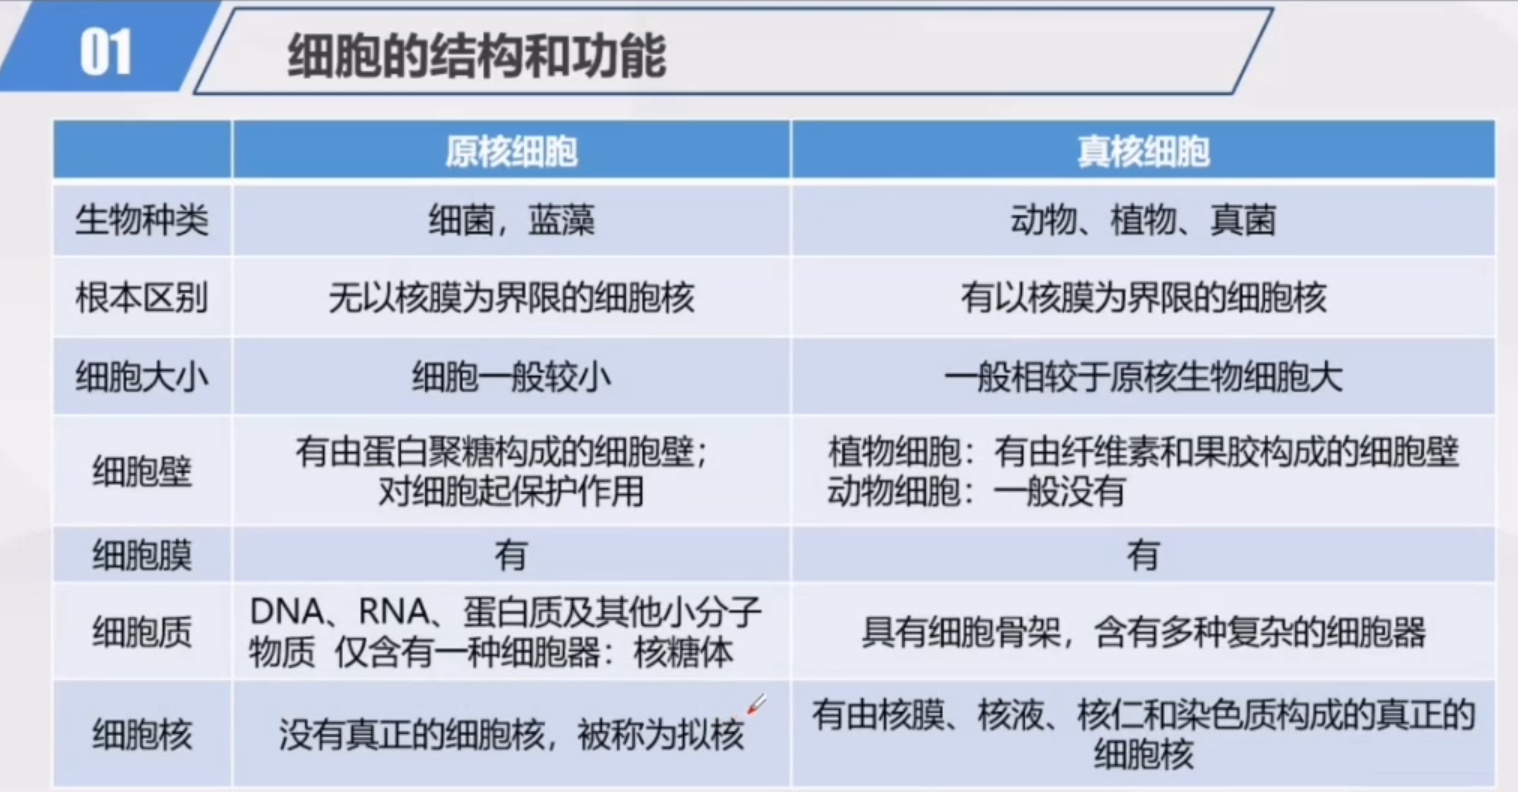 01
细胞的结构和功能
原核细胞
真核细胞
生物种类
细菌，蓝藻
动物、植物、真菌
根本区别
无以核膜为界限的细胞核
有以核膜为界限的细胞核
细胞大小
细胞一般较小
一般相较于原核生物细胞大
细胞壁
有由蛋白聚糖构成的细胞壁；
对细胞起保护作用
植物细胞：有由纤维素和果胶构成的细胞壁
动物细胞：一般没有
细胞膜
有
有
细胞质
DNA、RNA、蛋白质及其他小分子
物质 仅含有一种细胞器：核糖体
具有细胞骨架，含有多种复杂的细胞器
细胞核
没有真正的细胞核，被称为拟核
有由核膜、核液、核仁和染色质构成的真正的
细胞核